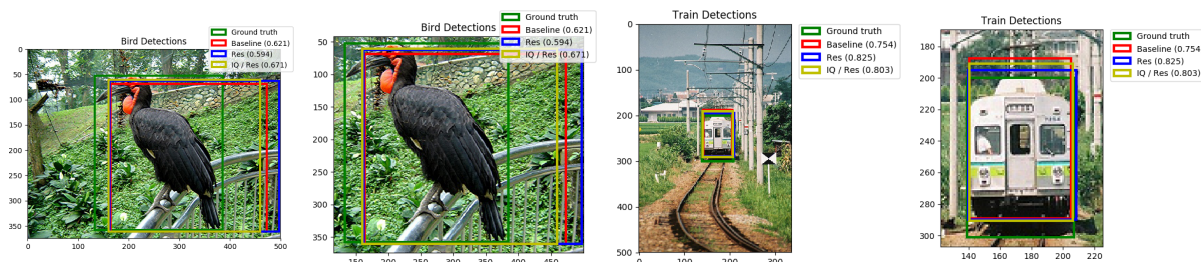 Bird Detections
Ground truth
Baseline (0.621)
Res (0.594)
IQ / Res (0.671)
0
50
100
150
200
250
300
350
0
100
200
300
400
500
Bird Detections
Ground truth
Baseline (0.621)
Res (0.594)
IQ / Res (0.671)
50
100
150
200
250
300
350
150
200
250
300
350
400
450
Train Detections
Ground truth
Baseline (0.754)
Res (0.825)
IQ / Res (0.803)
0
100
200
300
400
500
0
100
200
300
Train Detections
Ground truth
Baseline (0.754
Res (0.825)
IQ / Res (0.803)
180
200
220
240
260
280
300
140
160
180
200
220